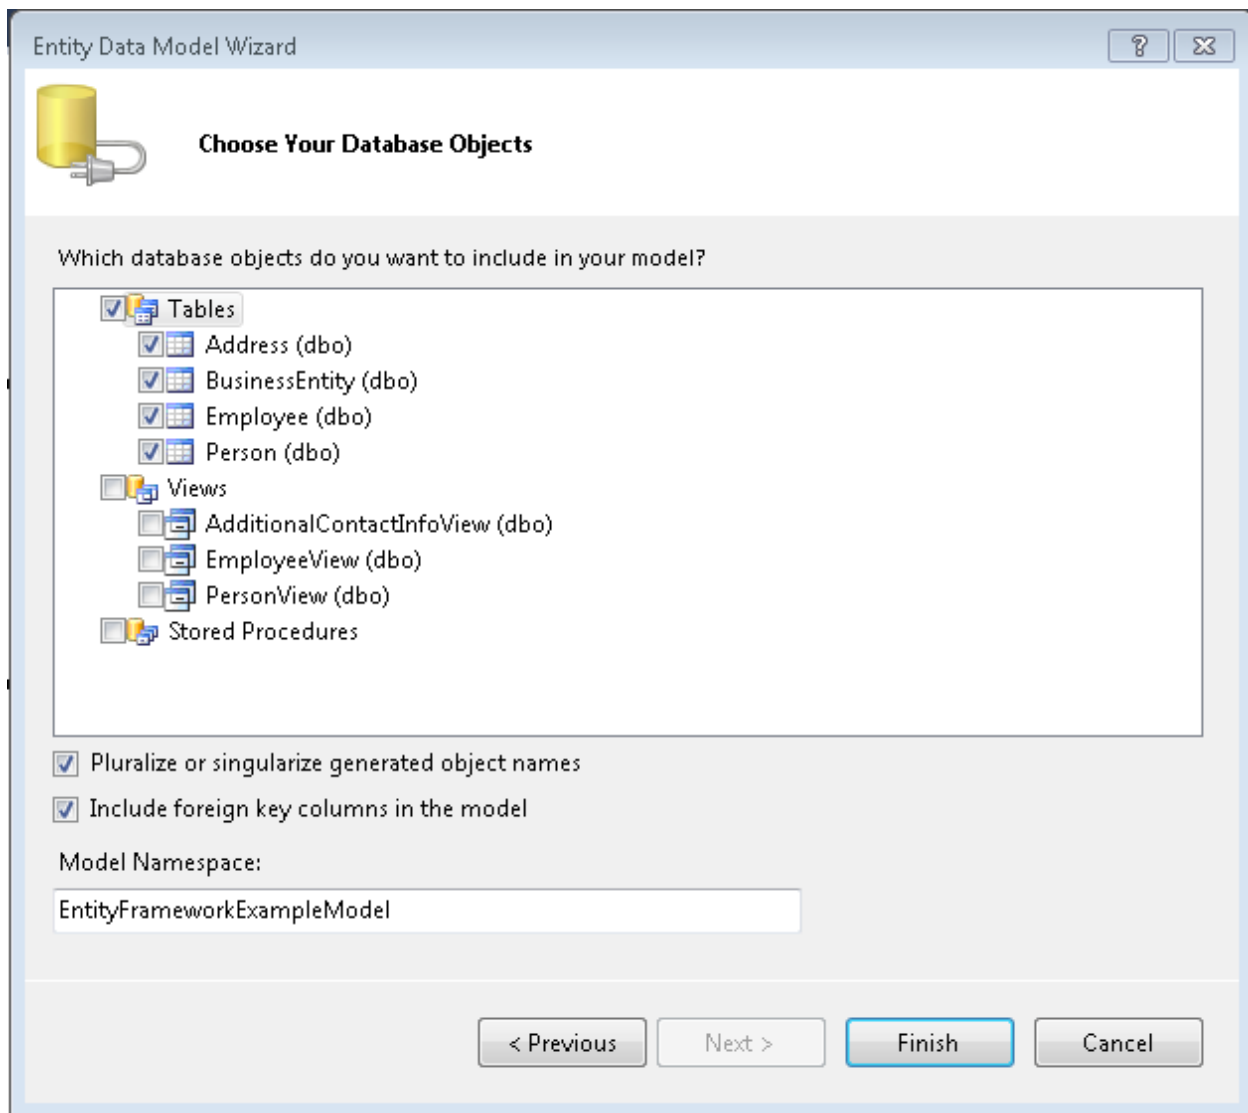 Entity Data Model Wizard
Choose Your Database Objects
Which database objects do you want to include in your model?
Tables
Address (dbo)
BusinessEntity (dbo)
Employee (dbo)
Person (dbo)
Views
AdditionalContactInfoView (dbo)
EmployeeView (dbo)
PersonView (dbo)
Stored Procedures
Pluralize or singularize generated object names
Include foreign key columns in the model
Model Namespace:
EntityFrameworkExampleModel
< Previous
Next >
Finish
Cancel